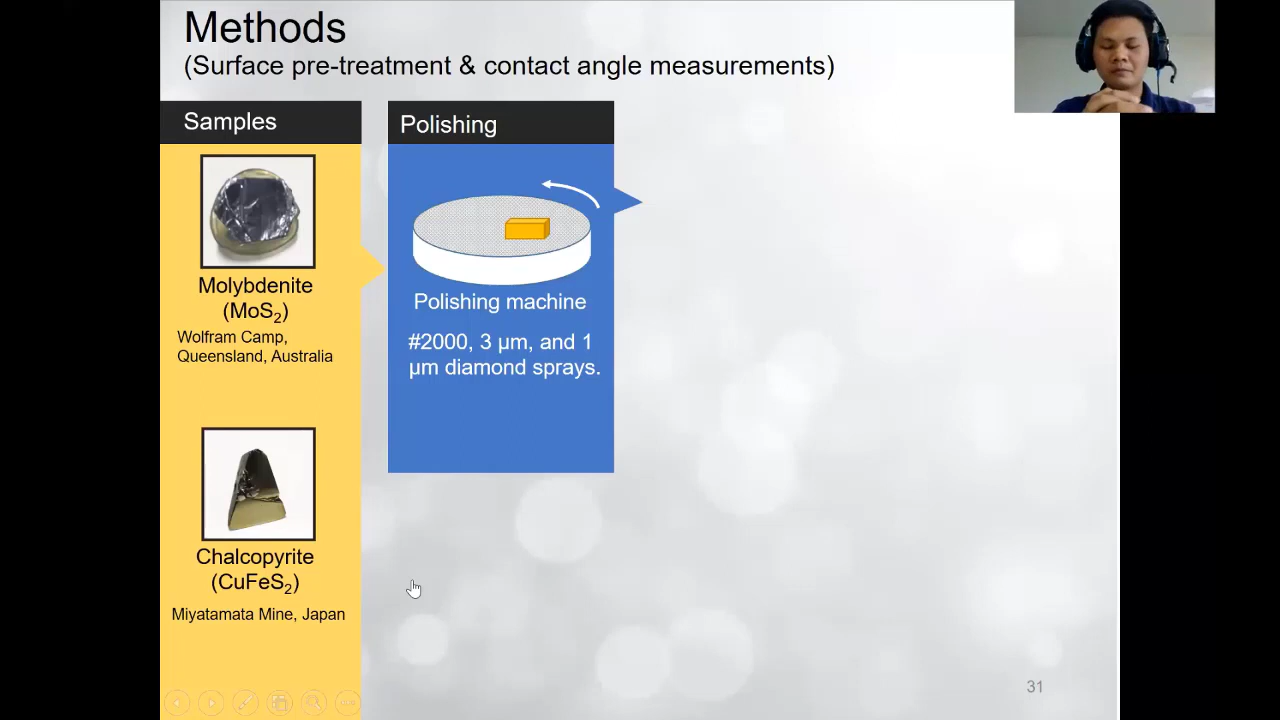 Methods
(Surface pre-treatment & contact angle measurements)
Samples
Molybdenite
(MoS₂)
Wolfram Camp,
Queensland, Australia
Chalcopyrite
(CuFeS₂)
Miyatamata Mine, Japan
Polishing
Polishing machine
#2000, 3 µm, and 1
µm diamond sprays.
31